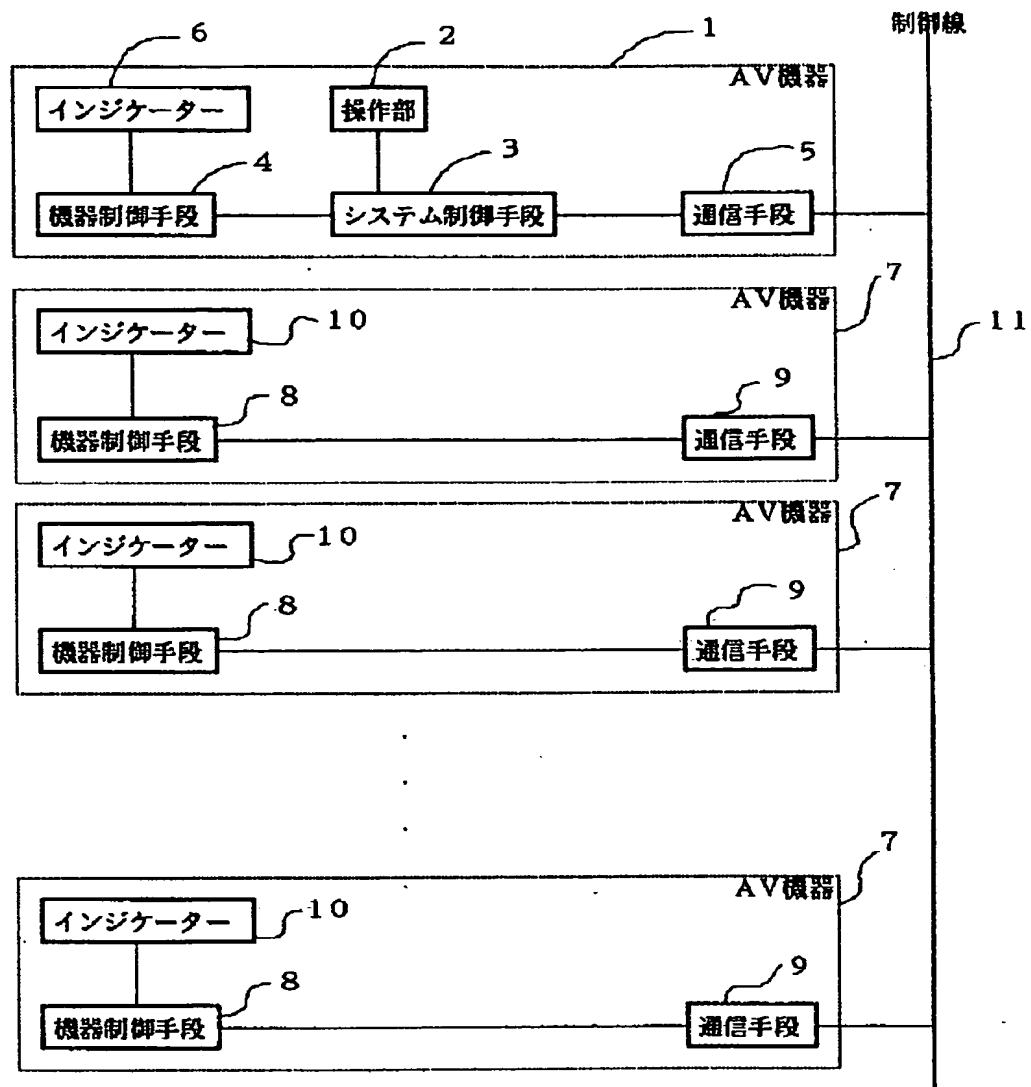 制御線
6
2
1
AV機器
インジケーター
操作部
4
3
5
機器制御手段
システム制御手段
通信手段
7
AV機器
インジケーター
10
11
8
9
機器制御手段
通信手段
7
AV機器
インジケーター
10
8
9
機器制御手段
通信手段
7
AV機器
インジケーター
10
8
9
機器制御手段
通信手段